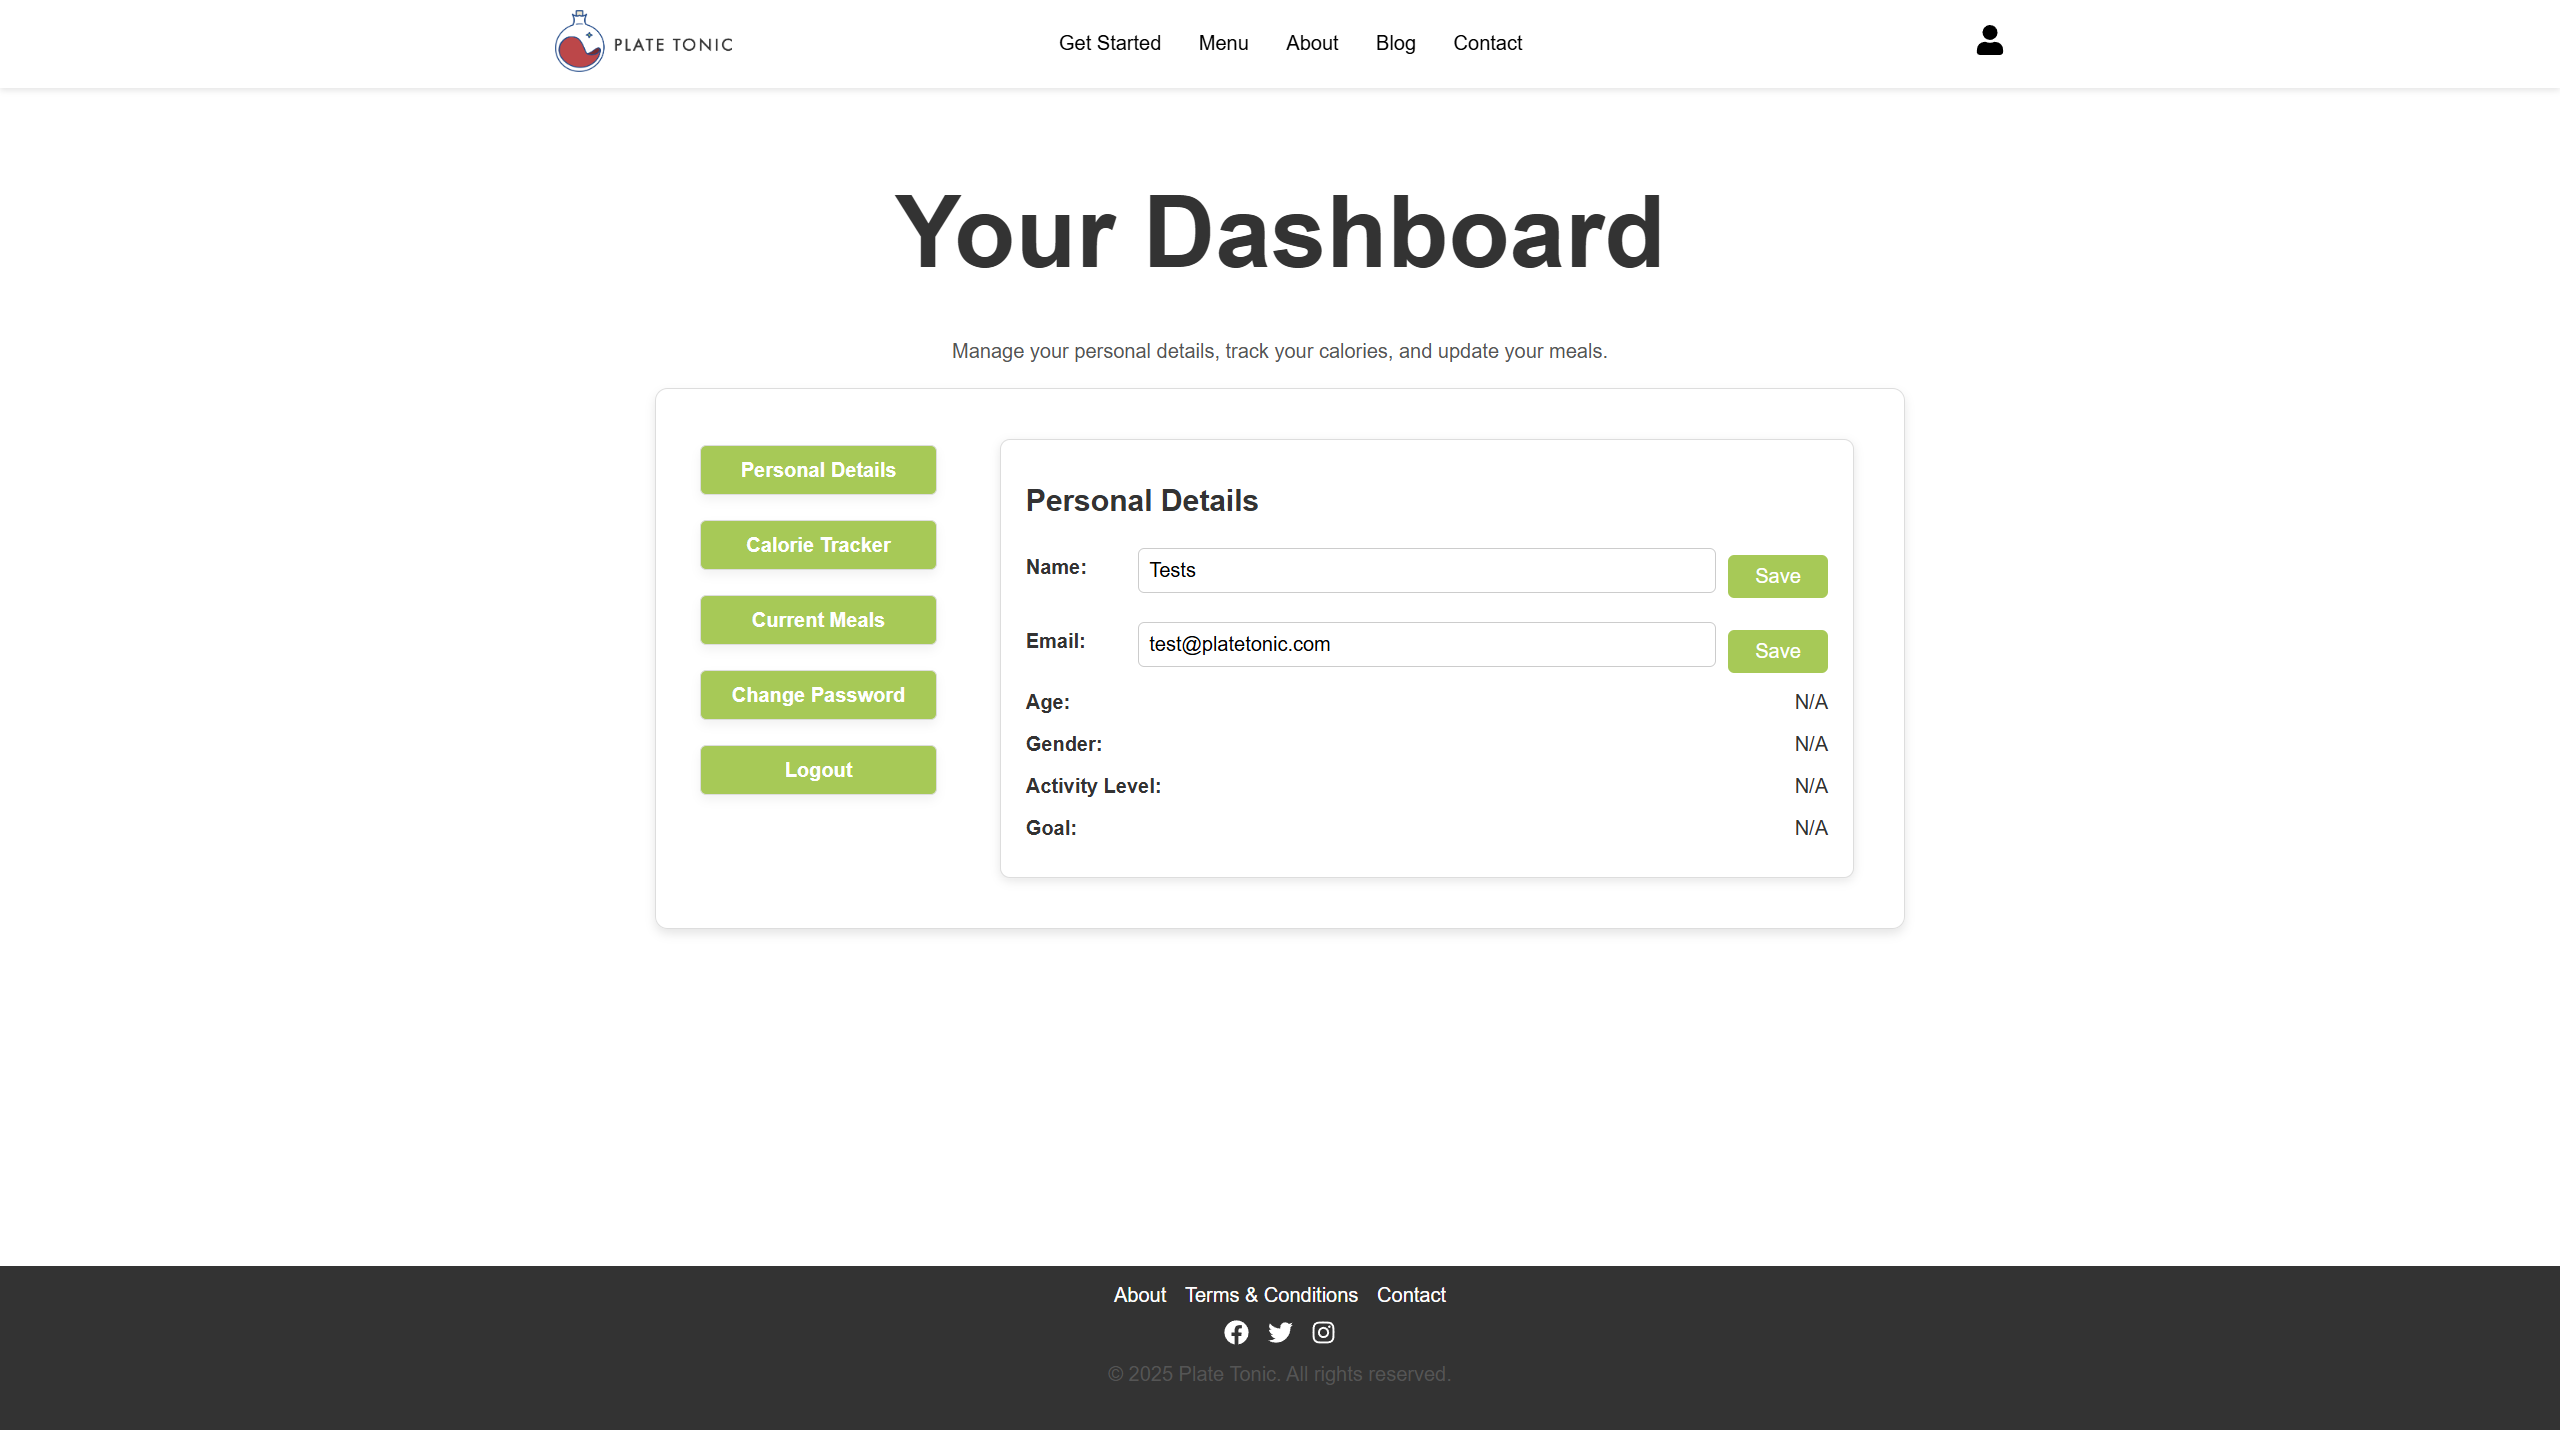 PLATE TONIC
Get Started Menu About Blog Contact
Your Dashboard
Manage your personal details, track your calories, and update your meals.
Personal Details
Calorie Tracker
Current Meals
Change Password
Logout
Personal Details
Name: Tests Save
Email: test@platetonic.com Save
Age: N/A
Gender: N/A
Activity Level: N/A
Goal: N/A
About Terms & Conditions Contact
© 2025 Plate Tonic. All rights reserved.